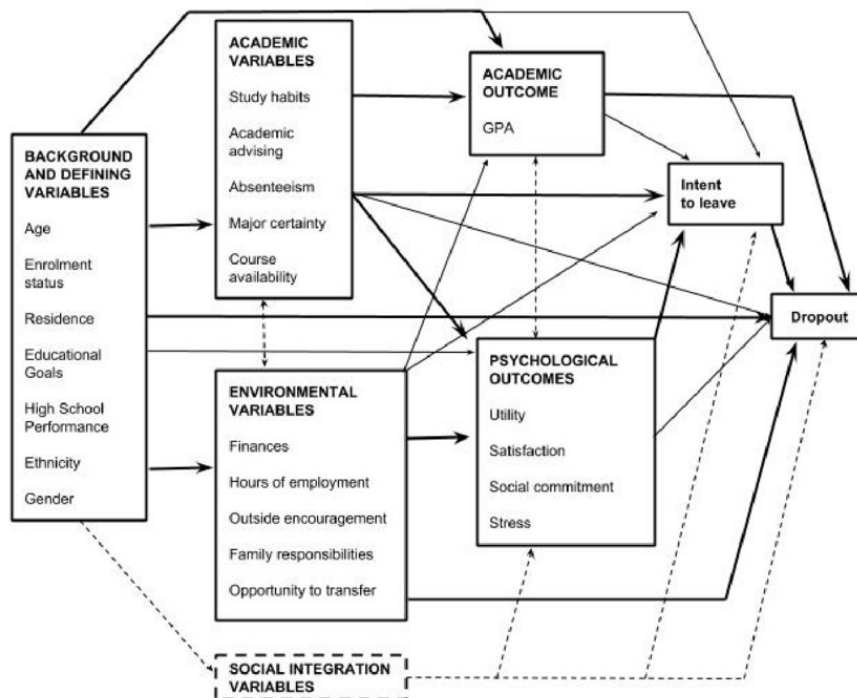 BACKGROUND
AND DEFINING
VARIABLES
Age
Enrolment
status
Residence
Educational
Goals
High School
Performance
Ethnicity
Gender
ACADEMIC
VARIABLES
Study habits
Academic
advising
Absenteeism
Major certainty
Course
availability
ENVIRONMENTAL
VARIABLES
Finances
Hours of employment
Outside encouragement
Family responsibilities
Opportunity to transfer
SOCIAL INTEGRATION
VARIABLES
ACADEMIC
OUTCOME
GPA
PSYCHOLOGICAL
OUTCOMES
Utility
Satisfaction
Social commitment
Stress
Intent
to leave
Dropout